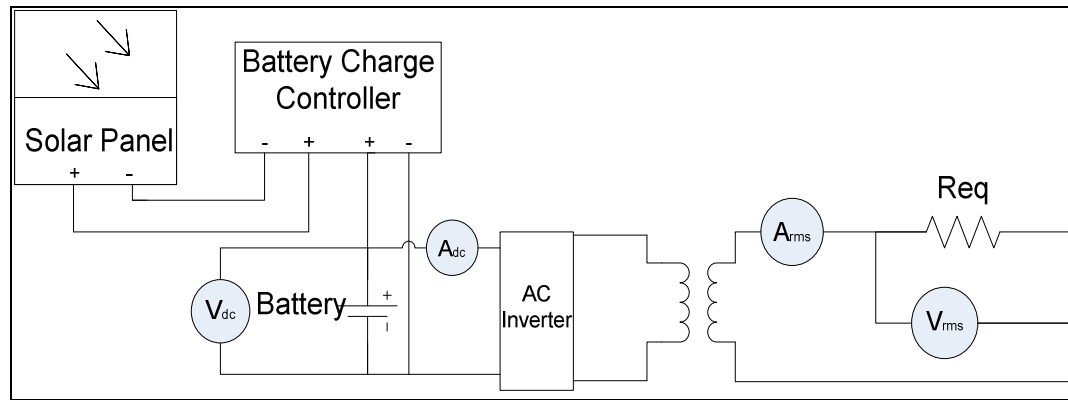 Battery Charge
Controller
- + + -
Solar Panel
+ -
Req
Arms
Adc
Vdc
Battery
+
-
AC
Inverter
Vrms